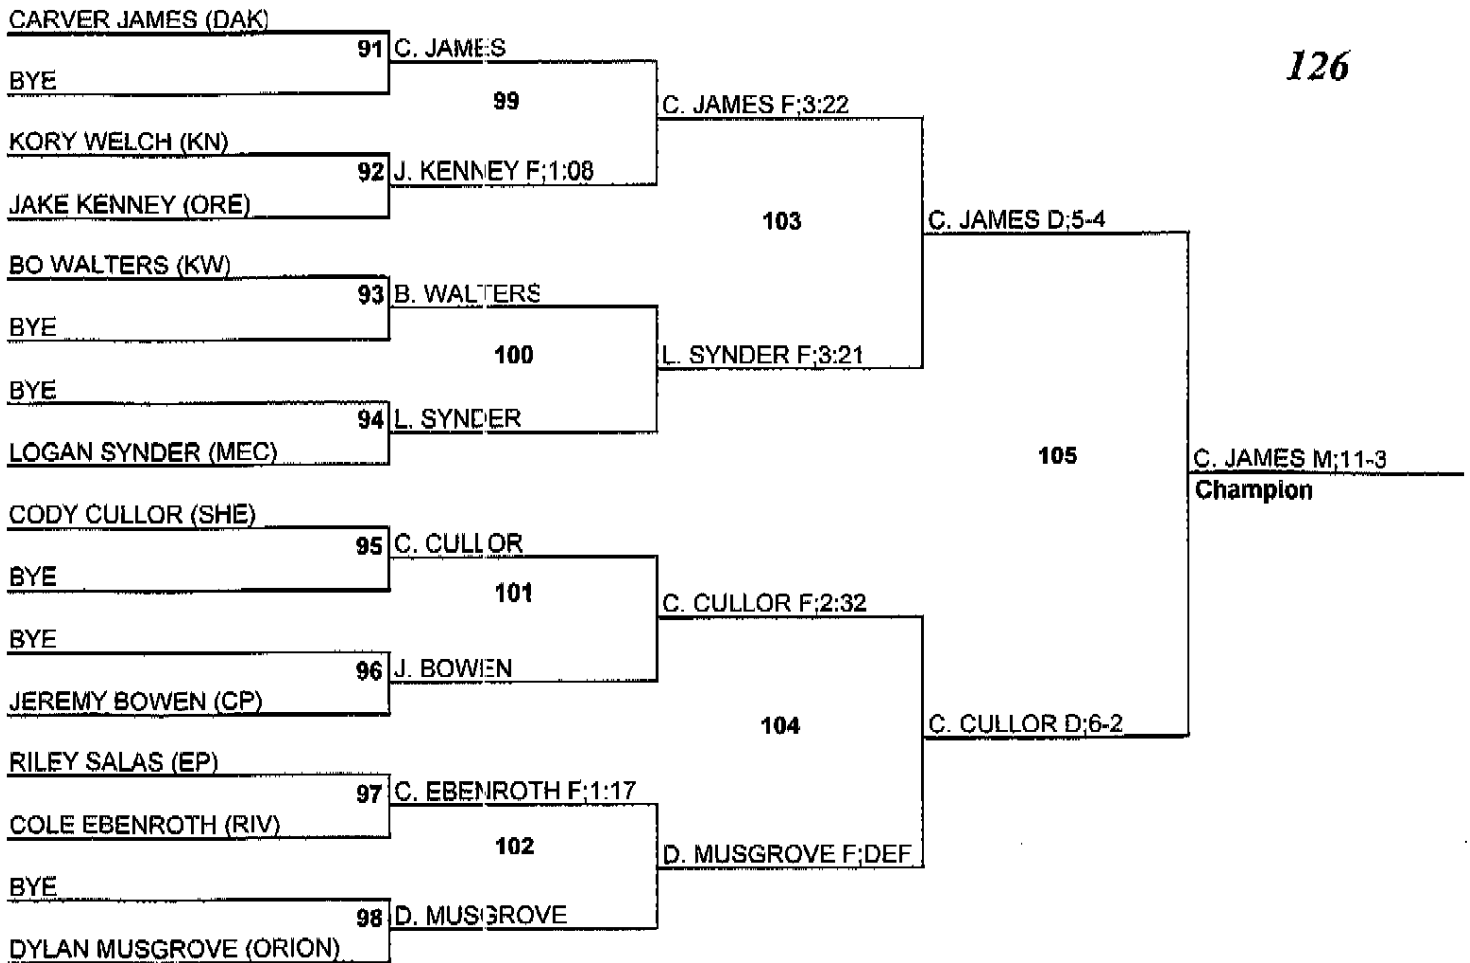 126
CARVER JAMES (DAK)
91 C. JAMES
BYE
99
C. JAMES F;3:22
KORY WELCH (KN)
92 J. KENNEY F;1:08
JAKE KENNEY (ORE)
103
C. JAMES D;5-4
BO WALTERS (KW)
93 B. WALTERS
BYE
100
L. SYNDER F;3:21
BYE
94 L. SYNDER
LOGAN SYNDER (MEC)
105
C. JAMES M;11-3
Champion
CODY CULLOR (SHE)
95 C. CULLOR
BYE
101
C. CULLOR F;2:32
BYE
96 J. BOWEN
JEREMY BOWEN (CP)
104
C. CULLOR D;6-2
RILEY SALAS (EP)
97 C. EBENROTH F;1:17
COLE EBENROTH (RIV)
102
D. MUSGROVE F;DEF
BYE
98 D. MUSGROVE
DYLAN MUSGROVE (ORION)